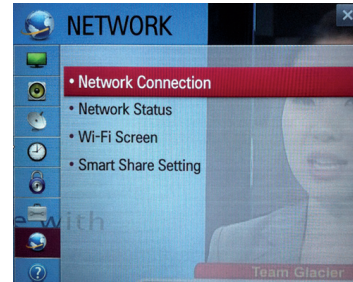 NETWORK
• Network Connection
• Network Status
• Wi-Fi Screen
• Smart Share Setting
e with
Team Glacier
?